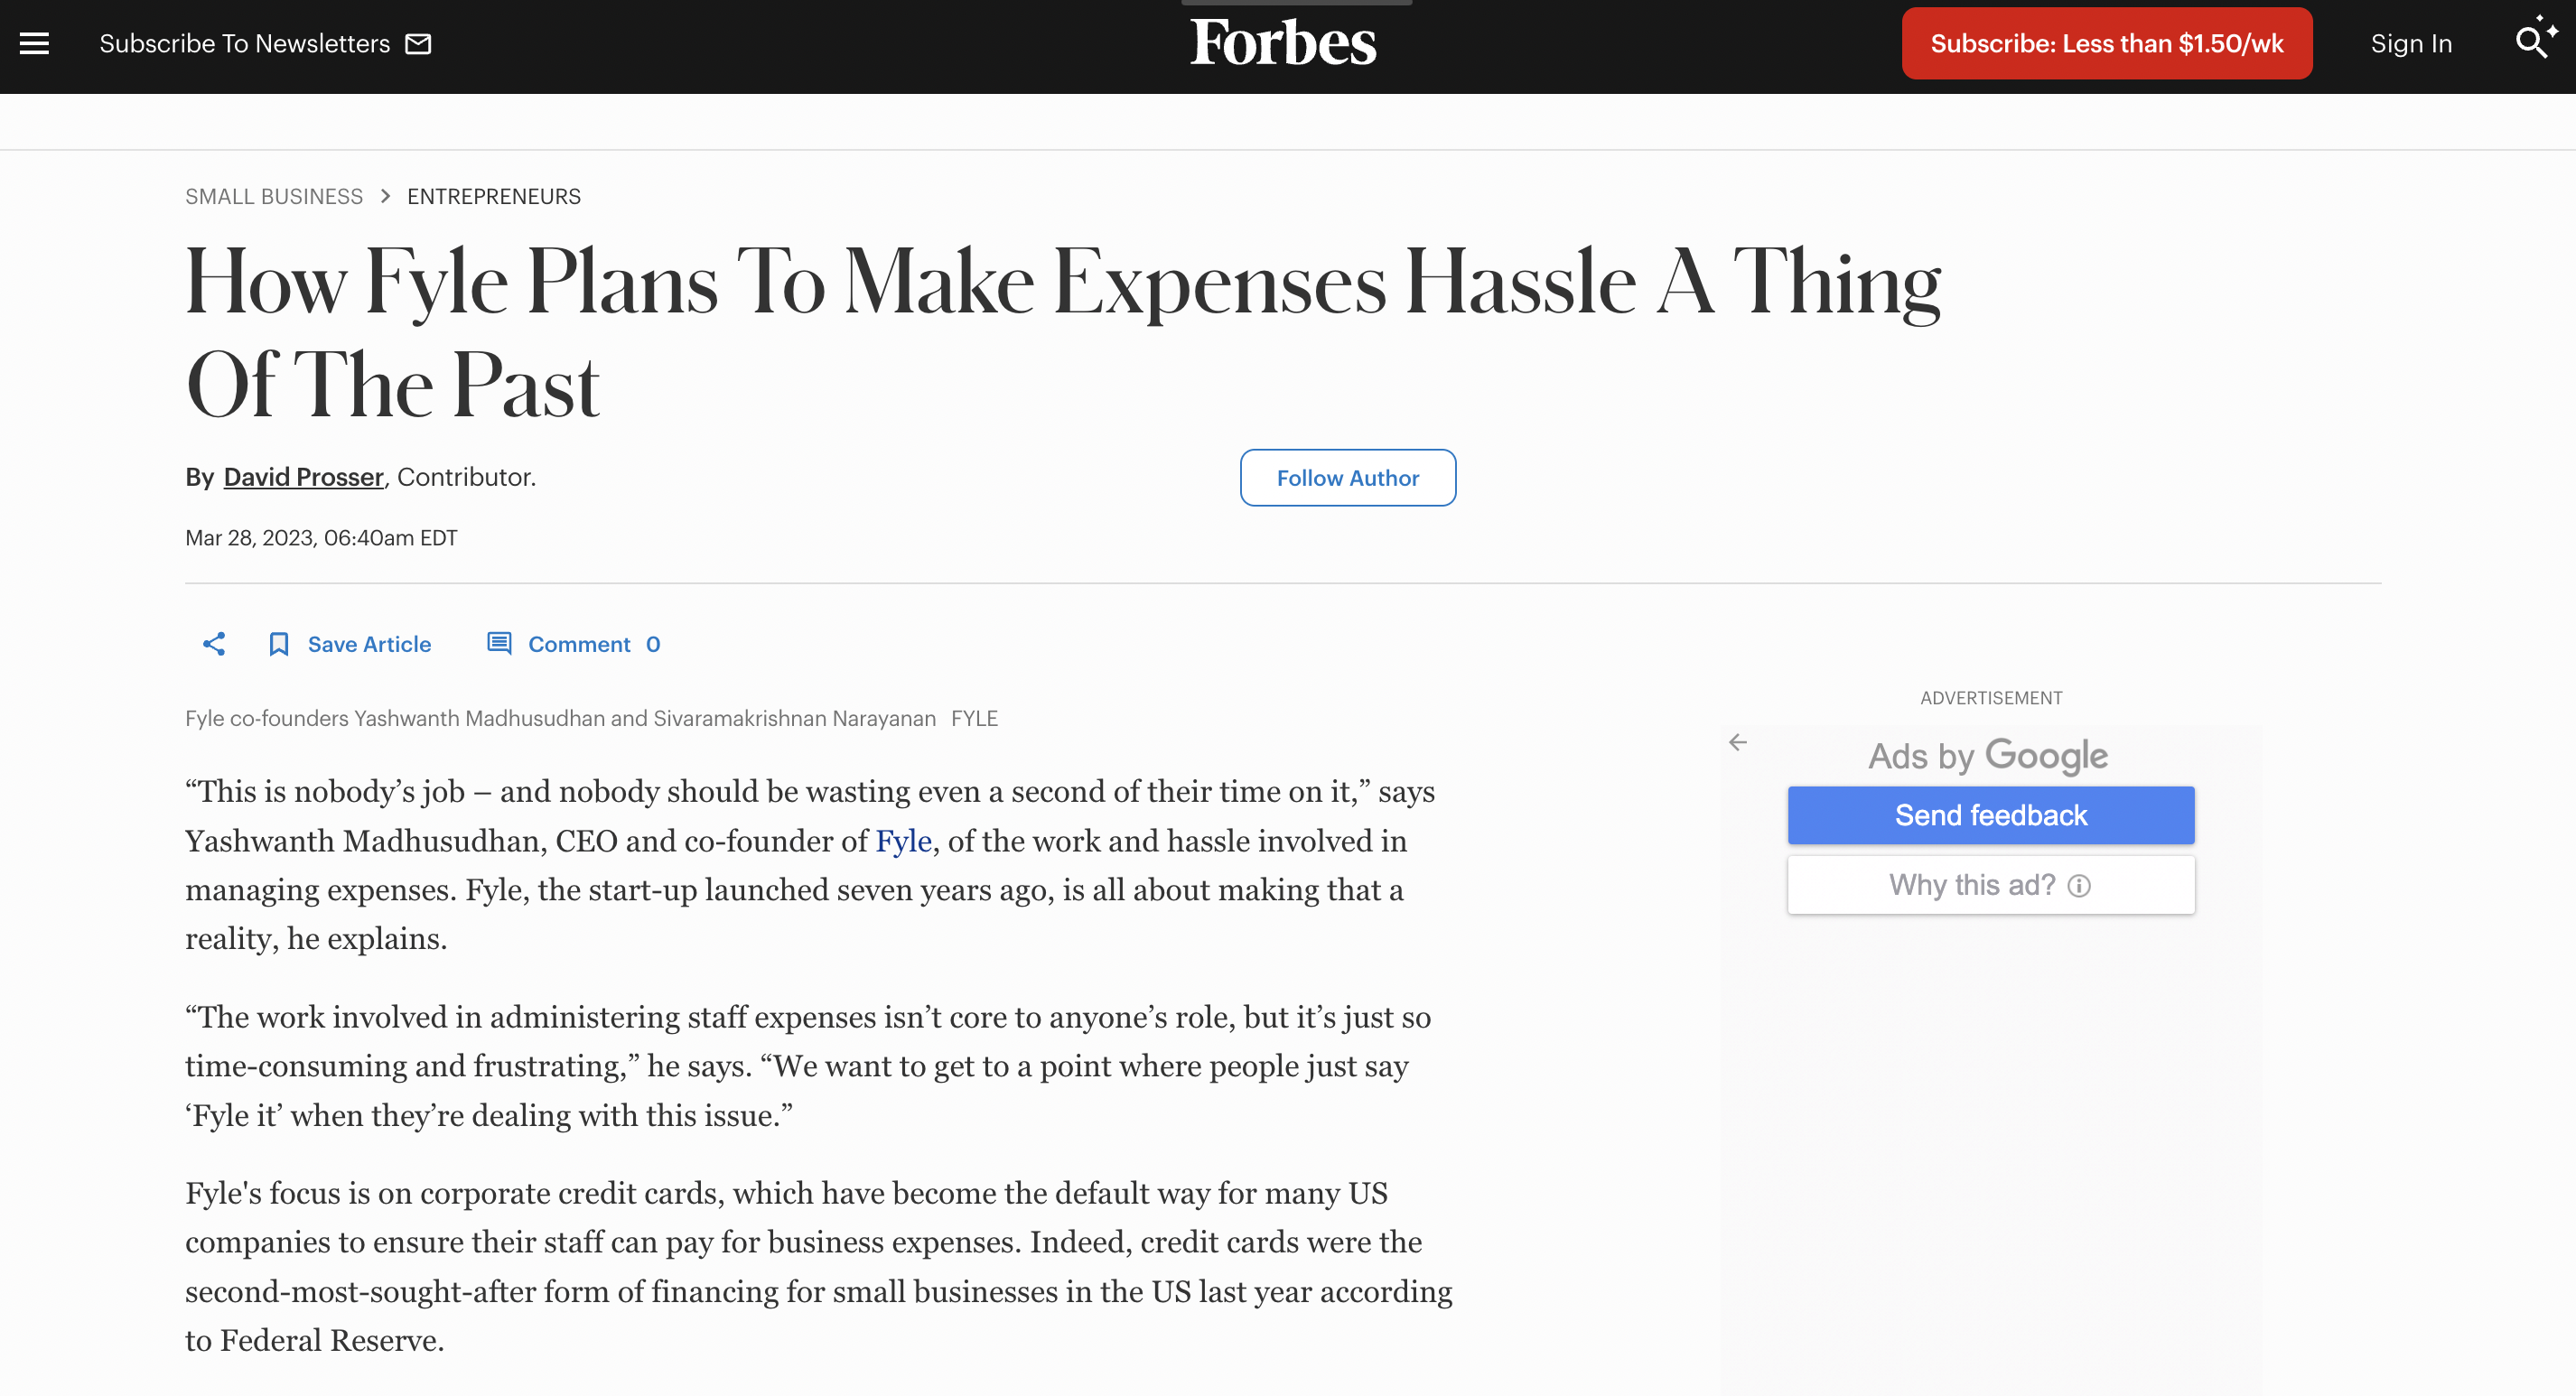 Subscribe To Newsletters
Forbes
Subscribe: Less than $1.50/wk
Sign In
SMALL BUSINESS > ENTREPRENEURS
How Fyle Plans To Make Expenses Hassle A Thing
Of The Past
By David Prosser, Contributor.
Follow Author
Mar 28, 2023, 06:40am EDT
Save Article
Comment 0
Fyle co-founders Yashwanth Madhusudhan and Sivaramakrishnan Narayanan FYLE
“This is nobody’s job – and nobody should be wasting even a second of their time on it,” says
Yashwanth Madhusudhan, CEO and co-founder of Fyle, of the work and hassle involved in
managing expenses. Fyle, the start-up launched seven years ago, is all about making that a
reality, he explains.
“The work involved in administering staff expenses isn’t core to anyone’s role, but it’s just so
time-consuming and frustrating,” he says. “We want to get to a point where people just say
‘Fyle it’ when they’re dealing with this issue.”
Fyle's focus is on corporate credit cards, which have become the default way for many US
companies to ensure their staff can pay for business expenses. Indeed, credit cards were the
second-most-sought-after form of financing for small businesses in the US last year according
to Federal Reserve.
ADVERTISEMENT
Ads by Google
Send feedback
Why this ad?